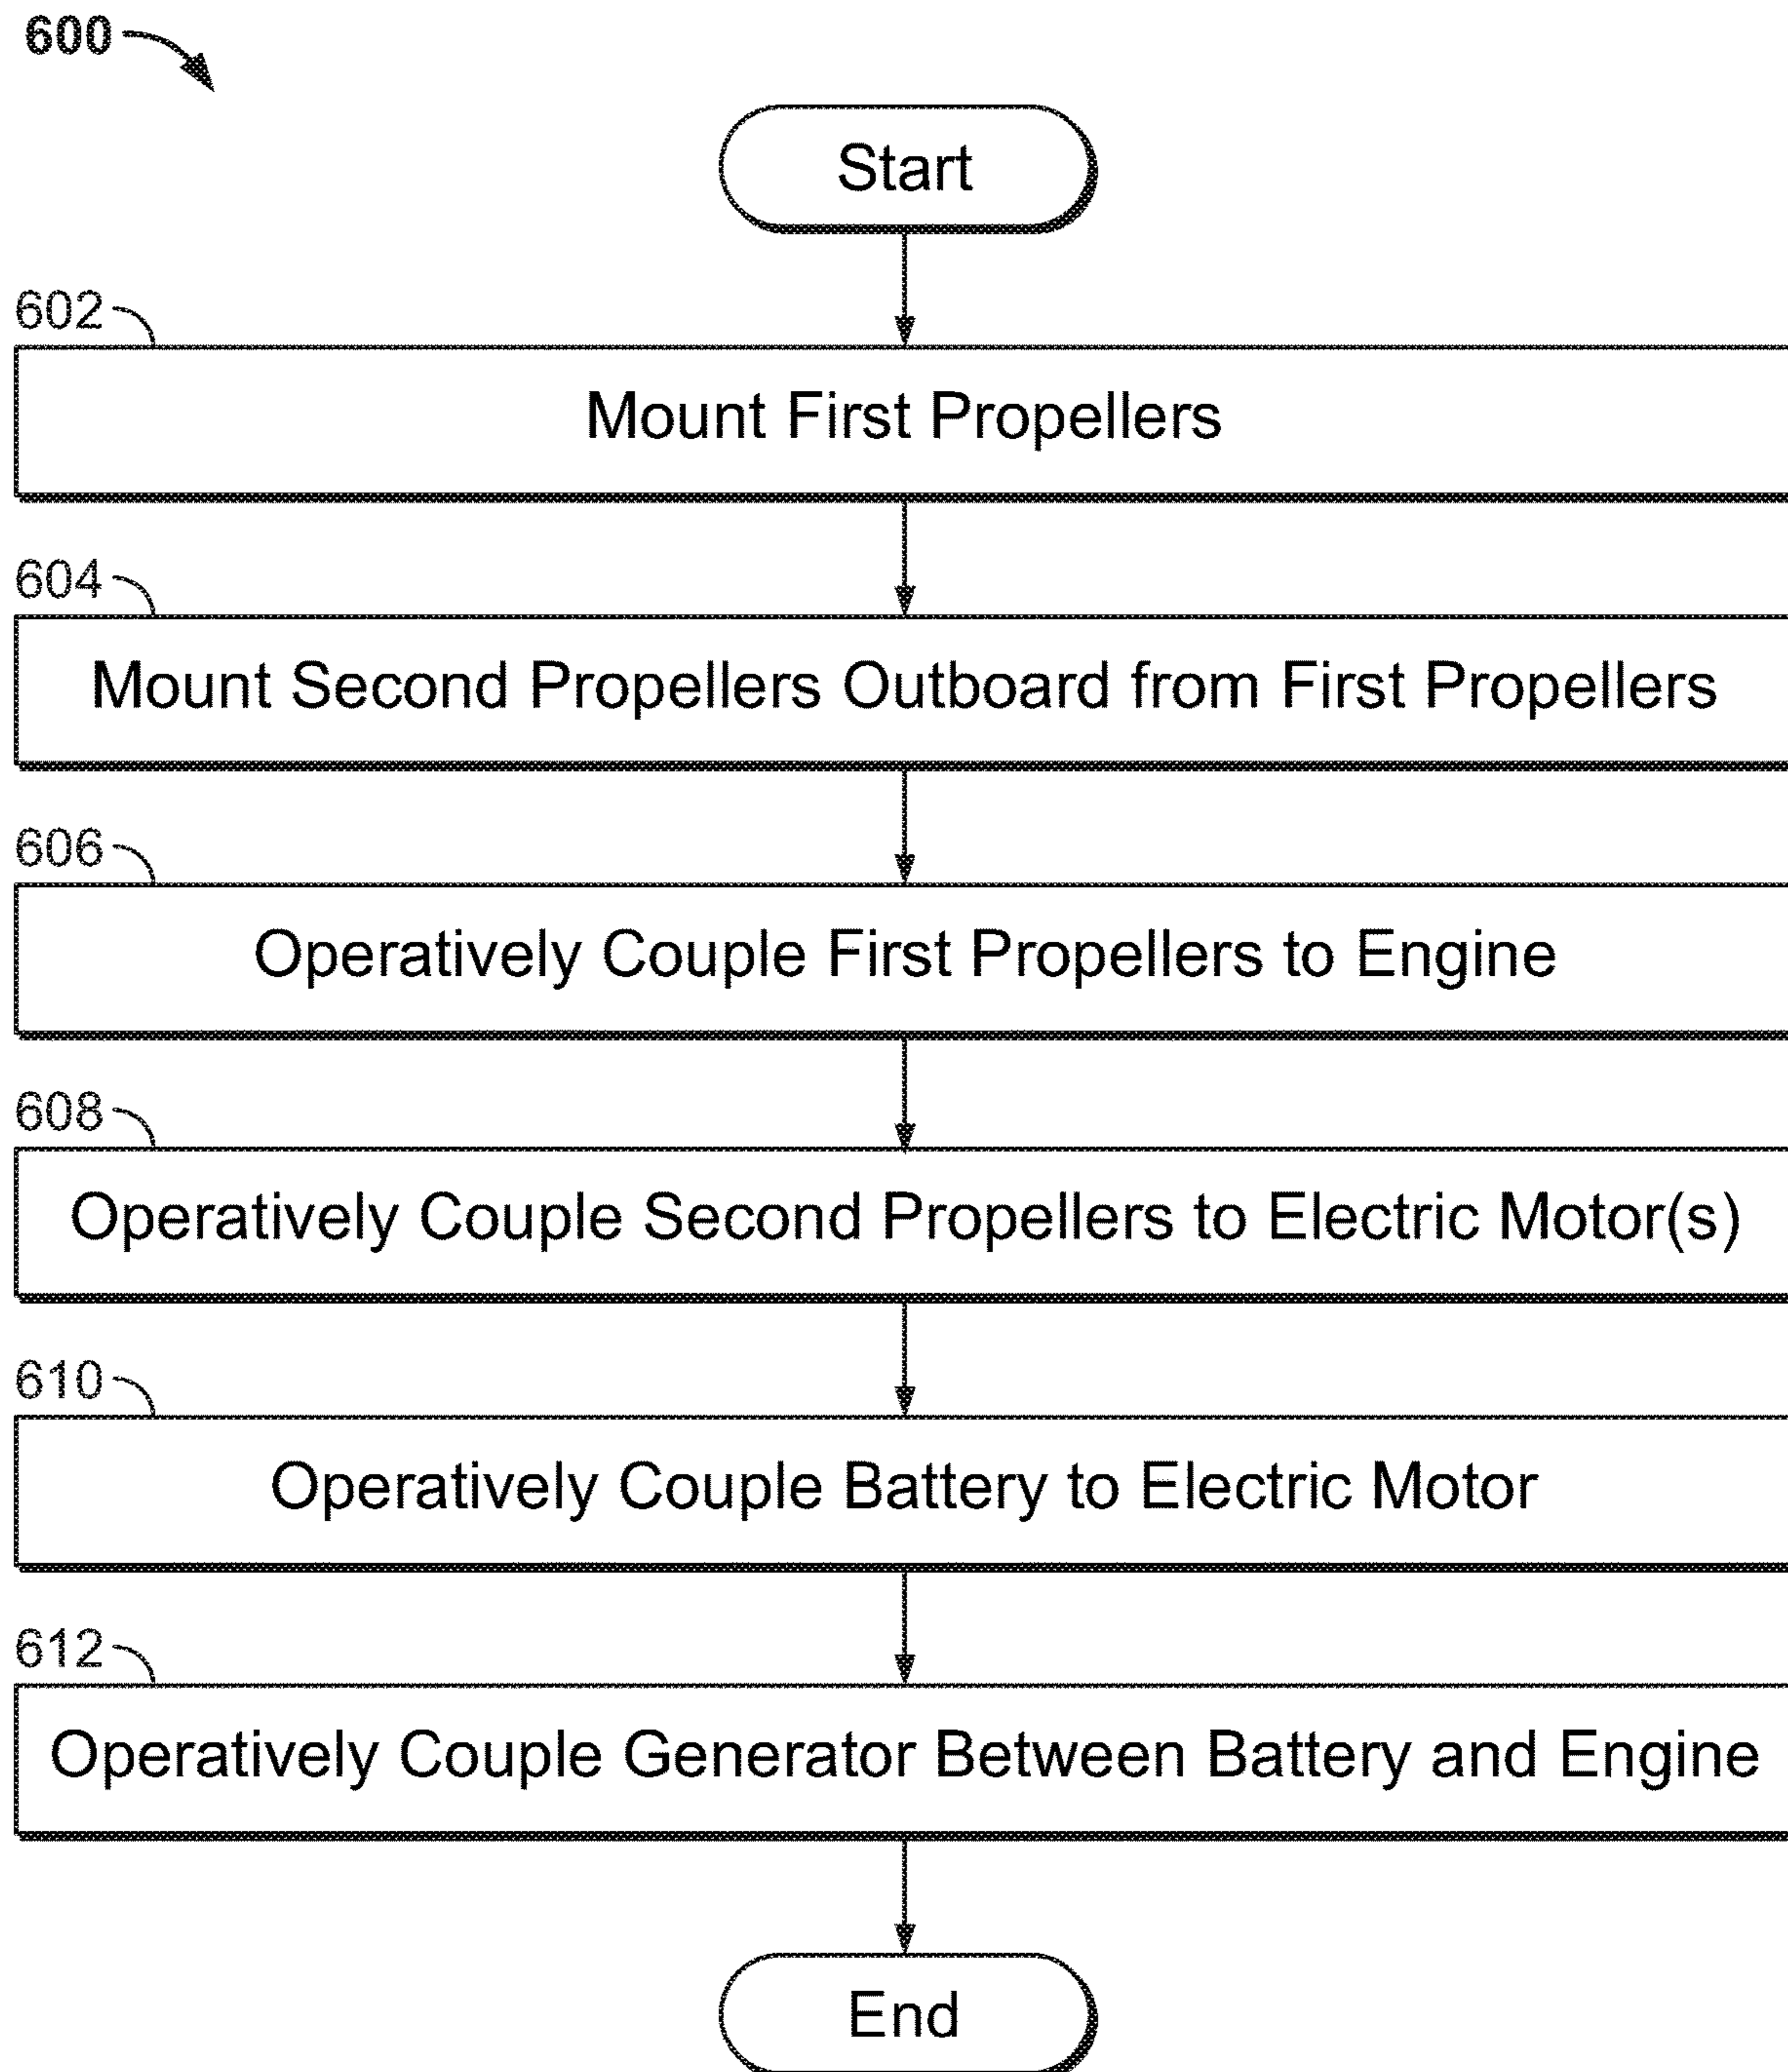 600
Start
602
Mount First Propellers
604
Mount Second Propellers Outboard from First Propellers
606
Operatively Couple First Propellers to Engine
608
Operatively Couple Second Propellers to Electric Motor(s)
610
Operatively Couple Battery to Electric Motor
612
Operatively Couple Generator Between Battery and Engine
End